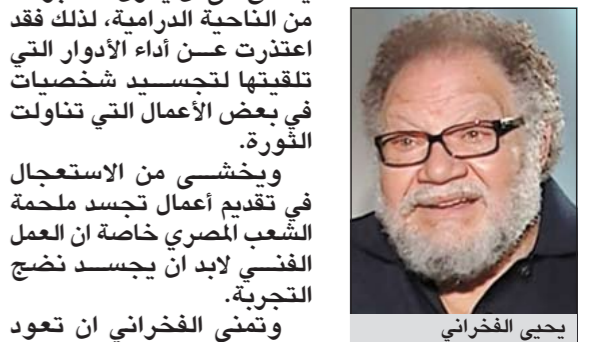 من الناحية الدرامية، لذلك فقد
اعتذرت عن أداء الأدوار التي
تلقيتها لتجسيد شخصيات
في بعض الأعمال التي تناولت
الثورة.
ويخشى من الاستعجال
في تقديم أعمال تجسد ملحمة
الشعب المصري خاصة ان العمل
الفني لابد ان يجسد نضج
التجربة.
وتمنى الفخراني ان تعود
يحيى الفخراني